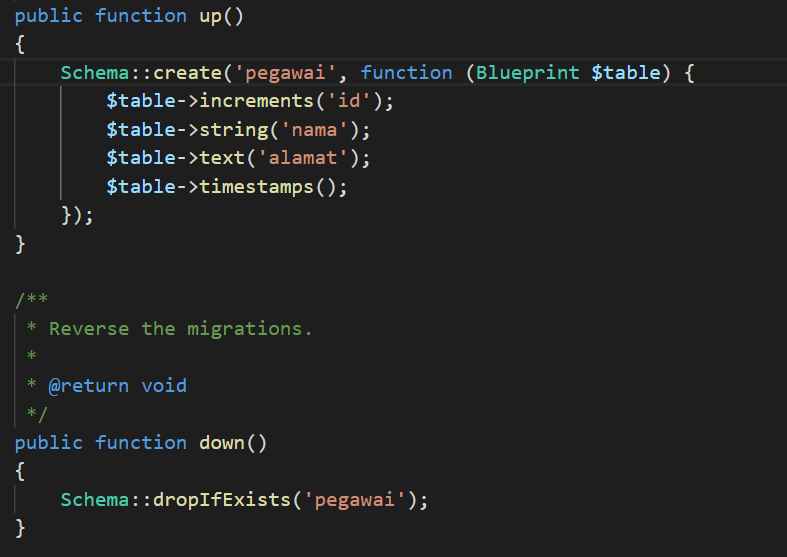 public function up()
{
    Schema::create('pegawai', function (Blueprint $table) {
        $table->increments('id');
        $table->string('nama');
        $table->text('alamat');
        $table->timestamps();
    });
}

/**
 * Reverse the migrations.
 *
 * @return void
 */
public function down()
{
    Schema::dropIfExists('pegawai');
}